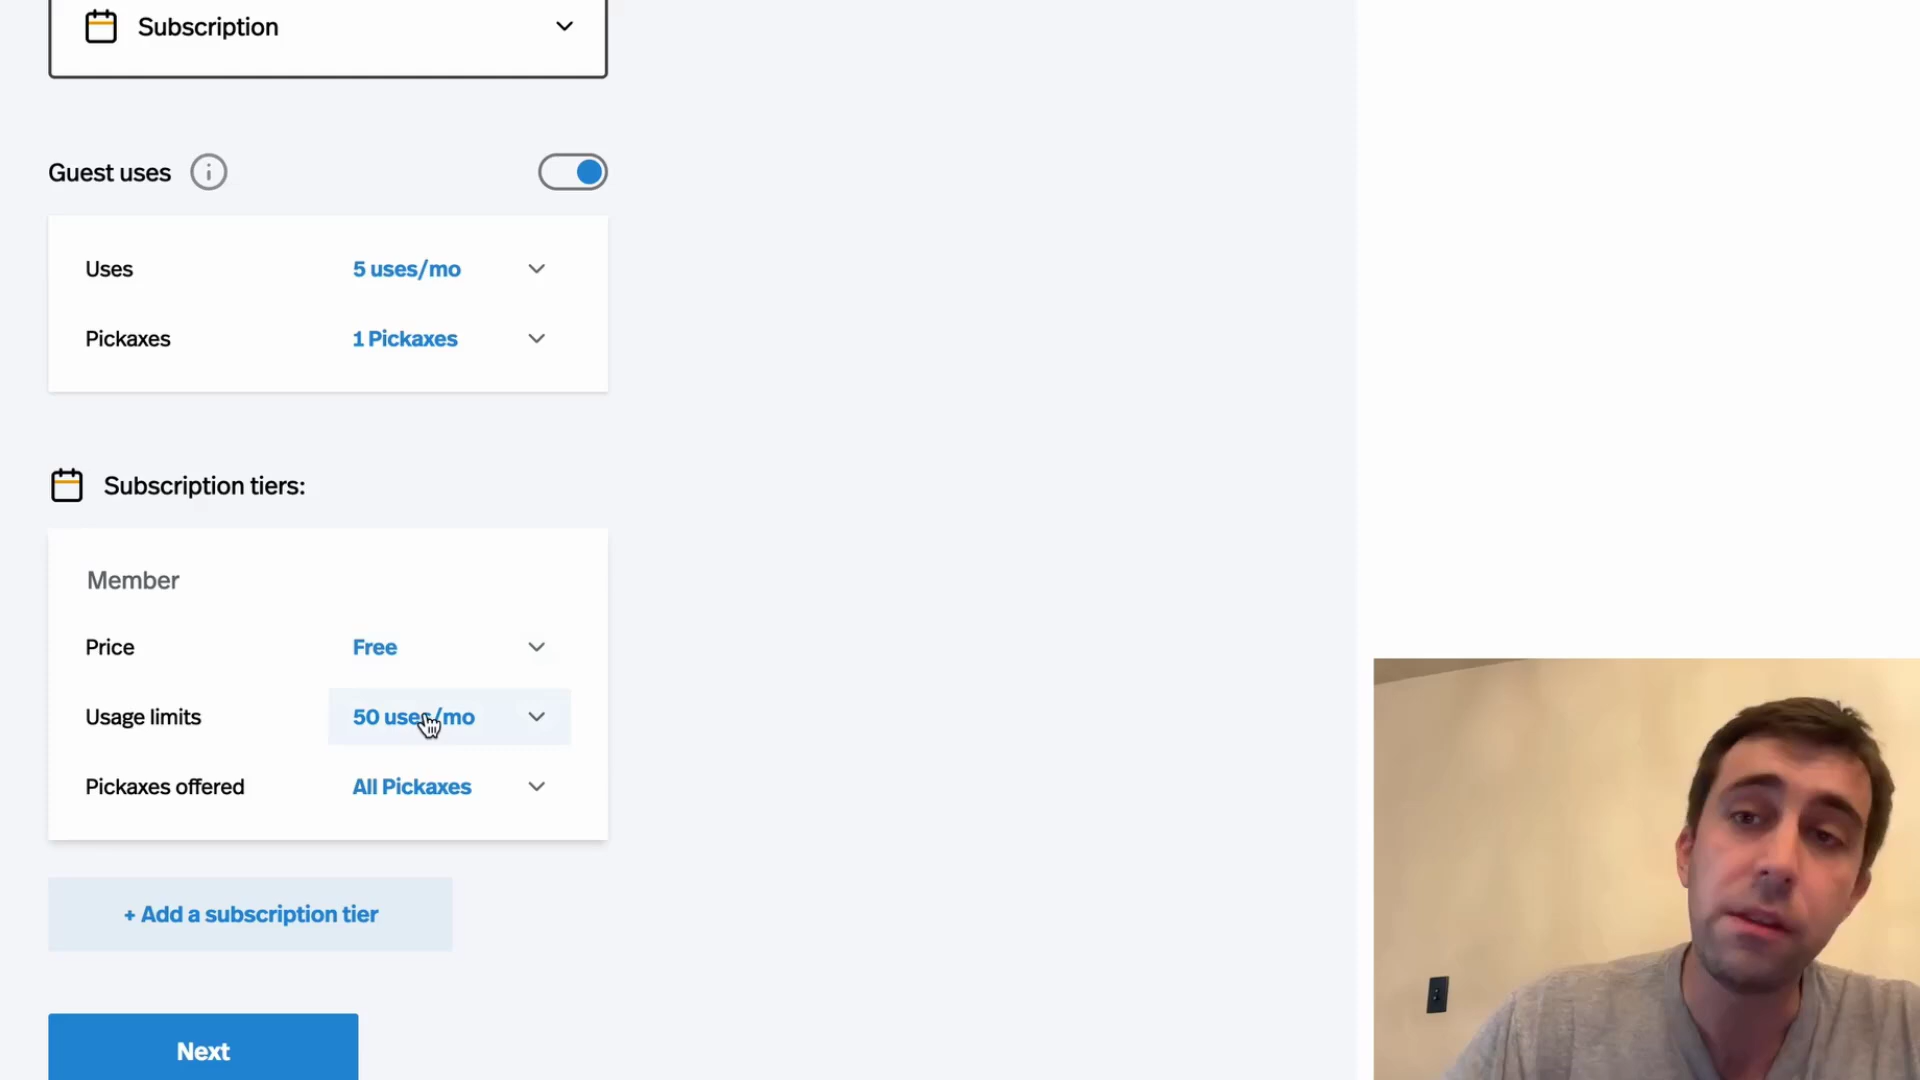 Subscription
Guest uses
Uses 5 uses/mo
Pickaxes 1 Pickaxes
Subscription tiers:
Member
Price Free
Usage limits 50 uses/mo
Pickaxes offered All Pickaxes
+ Add a subscription tier
Next